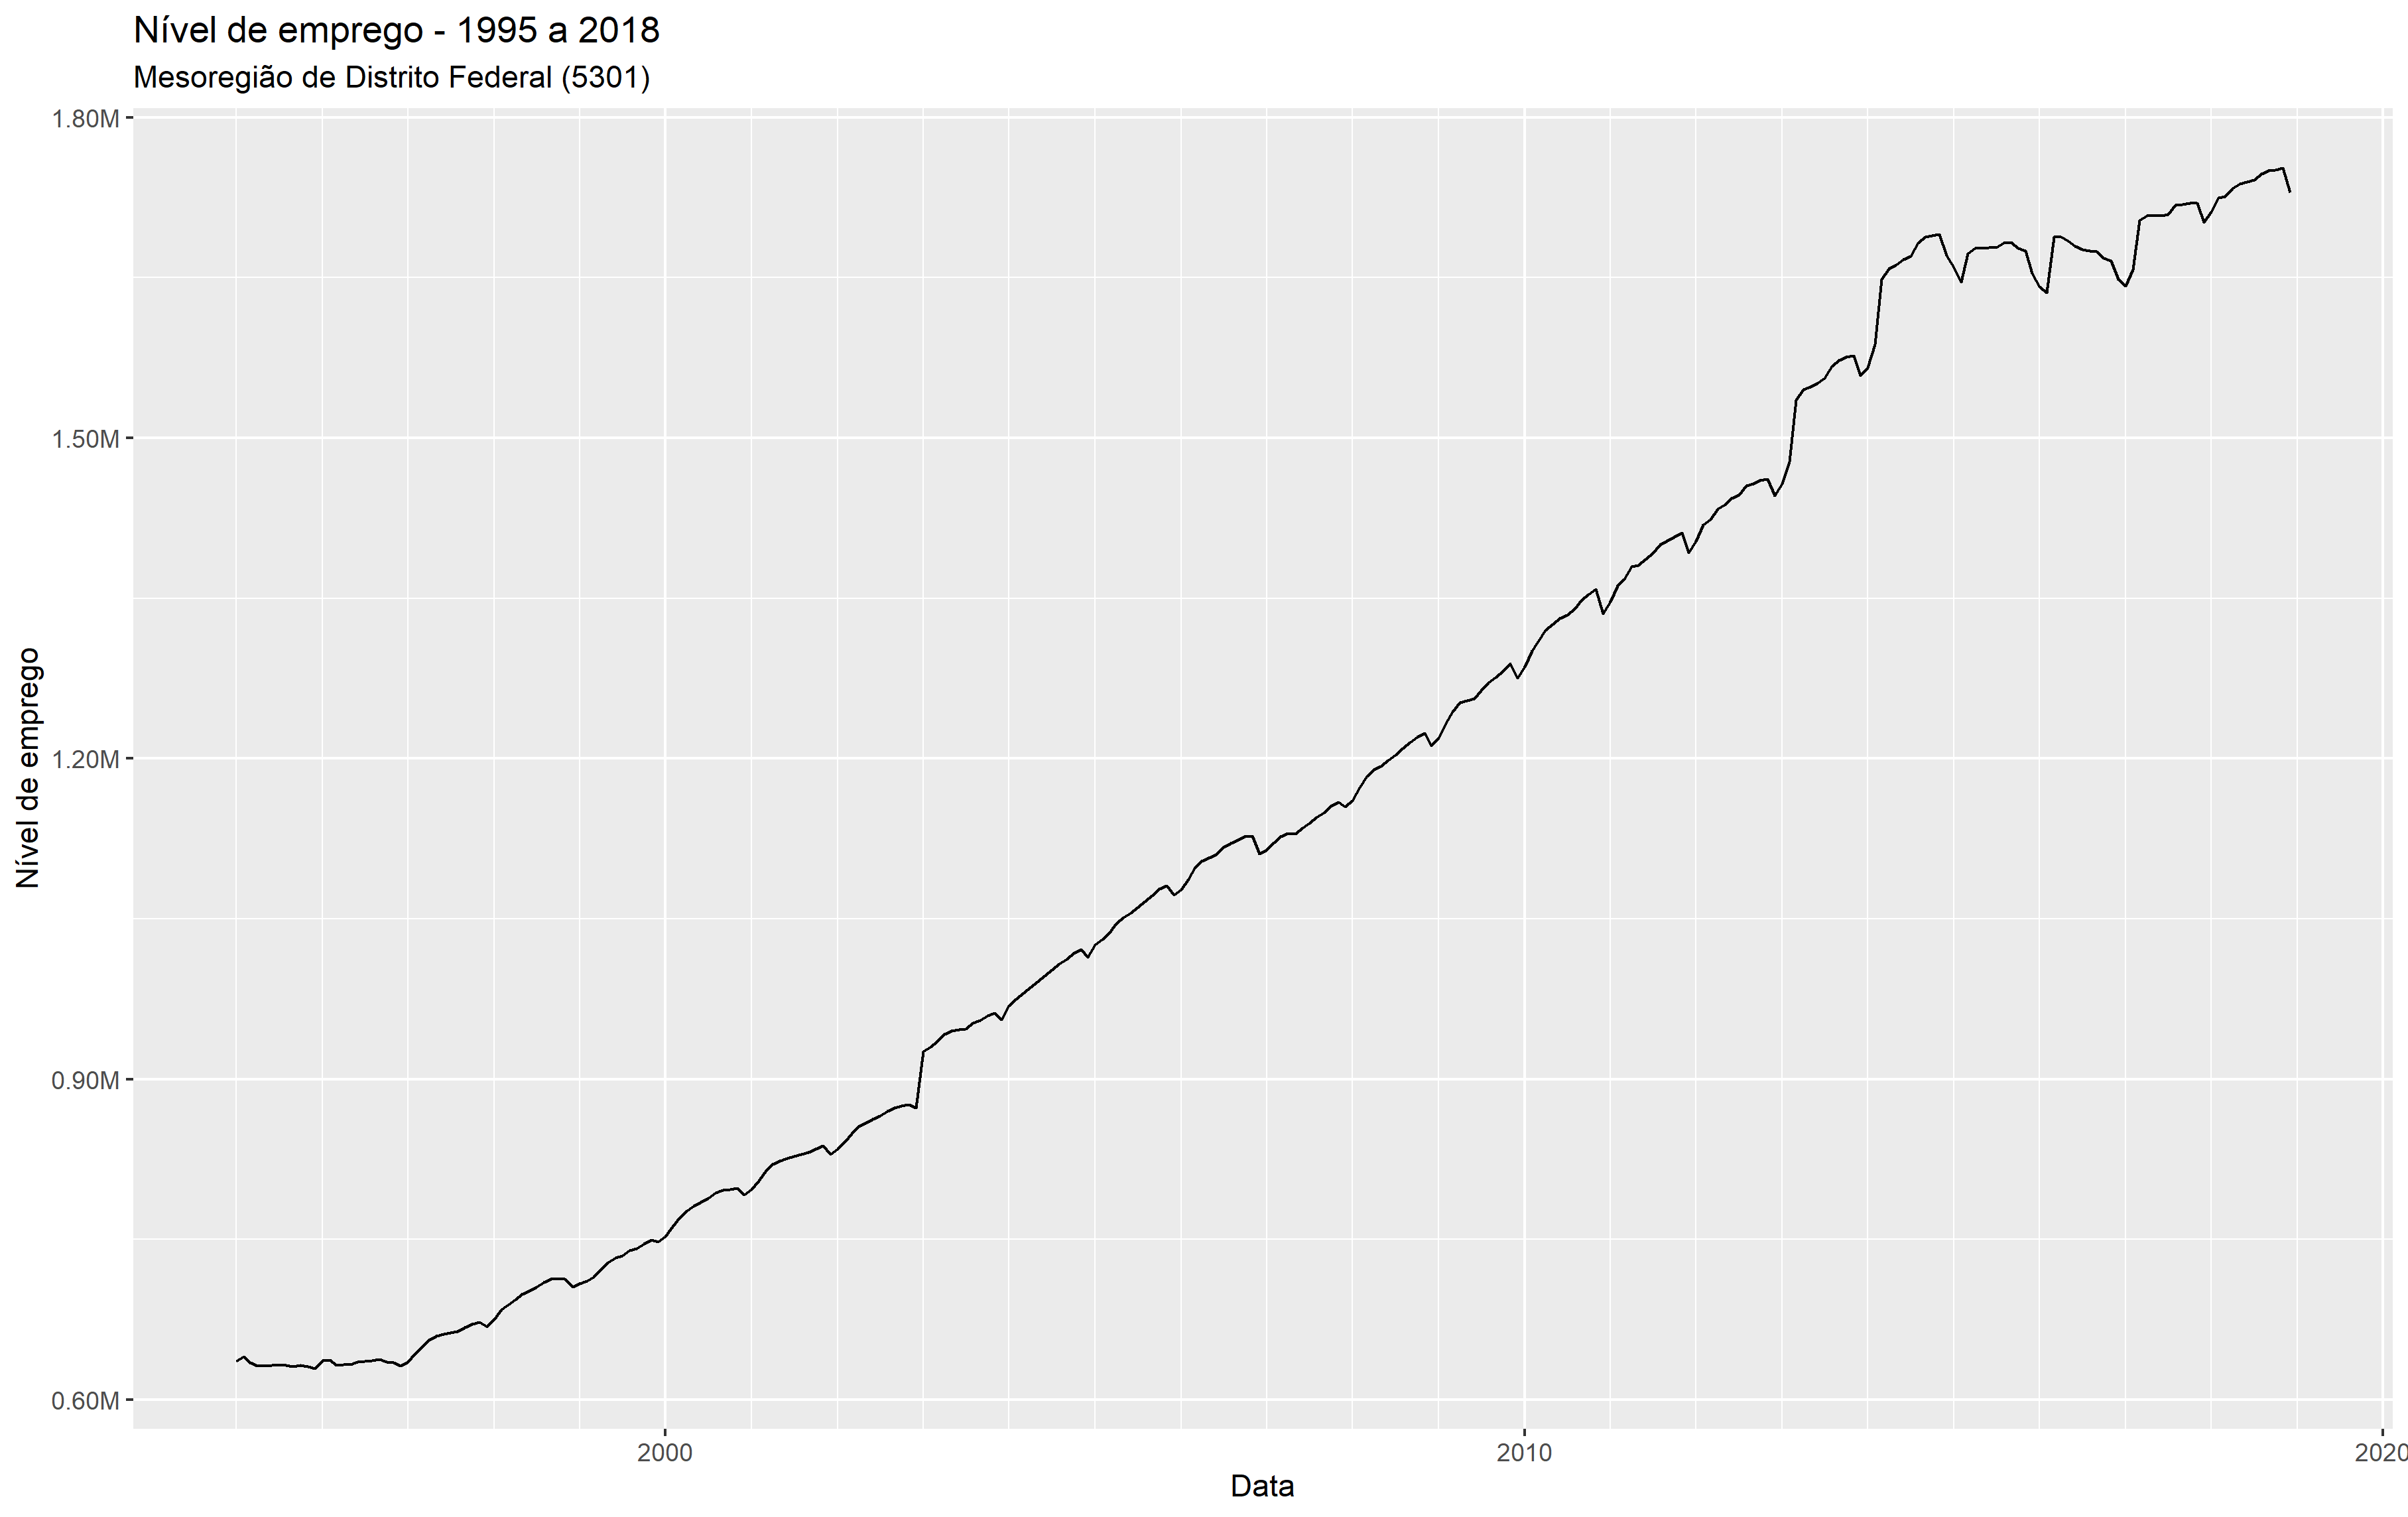 Nível de emprego - 1995 a 2018
Mesoregião de Distrito Federal (5301)
1.80M
1.50M
1.20M
0.90M
0.60M
Nível de emprego
2000
2010
2020
Data